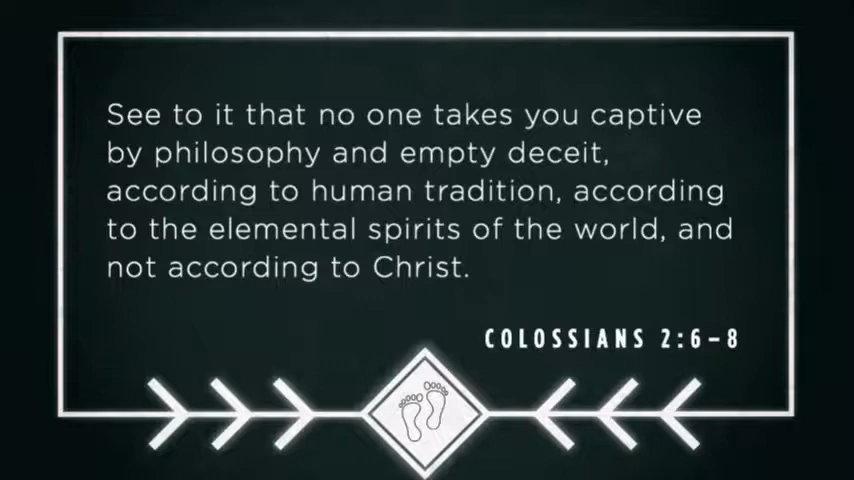 See to it that no one takes you captive
by philosophy and empty deceit,
according to human tradition, according
to the elemental spirits of the world, and
not according to Christ.
COLOSSIANS 2:6–8